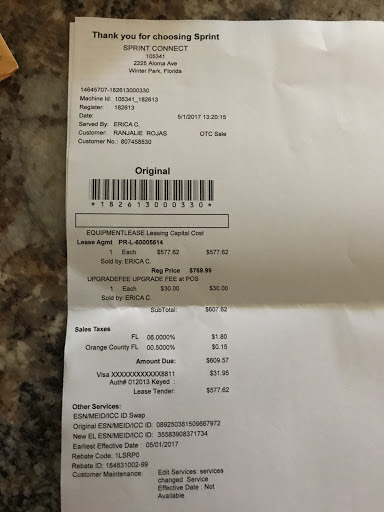 Thank you for choosing Sprint
SPRINT CONNECT
105341
2225 Aloma Ave
Winter Park, Florida
14645707-182613000330
Machine Id: 105341_182613
Register: 182613
Date: 5/1/2017 13:20:15
Served By: ERICA C.
Customer: RANJALIE ROJAS OTC Sale
Customer No.: 807458530
Original
*182613000330*
EQUIPMENTLEASE Leasing Capital Cost
Lease Agmt PR-L-60005614
1 Each $577.62 $577.62
Sold by: ERICA C.
Reg Price $769.99
UPGRADEFEE UPGRADE FEE at POS
1 Each $30.00 $30.00
Sold by: ERICA C.
SubTotal: $607.62
Sales Taxes
FL 06.0000% $1.80
Orange County FL 00.5000% $0.15
Amount Due: $609.57
Visa XXXXXXXXXXXX8811 $31.95
Auth# 012013 Keyed :
Lease Tender: $577.62
Other Services:
ESN/MEID/ICC ID Swap
Original ESN/MEID/ICC ID: 089250381509667972
New EL ESN/MEID/ICC ID: 35583908371734
Earliest Effective Date : 05/01/2017
Rebate Code: 1LSRP0
Rebate ID: 184831002-99
Customer Maintenance: Edit Services: services
changed Service
Effective Date : Not
Available